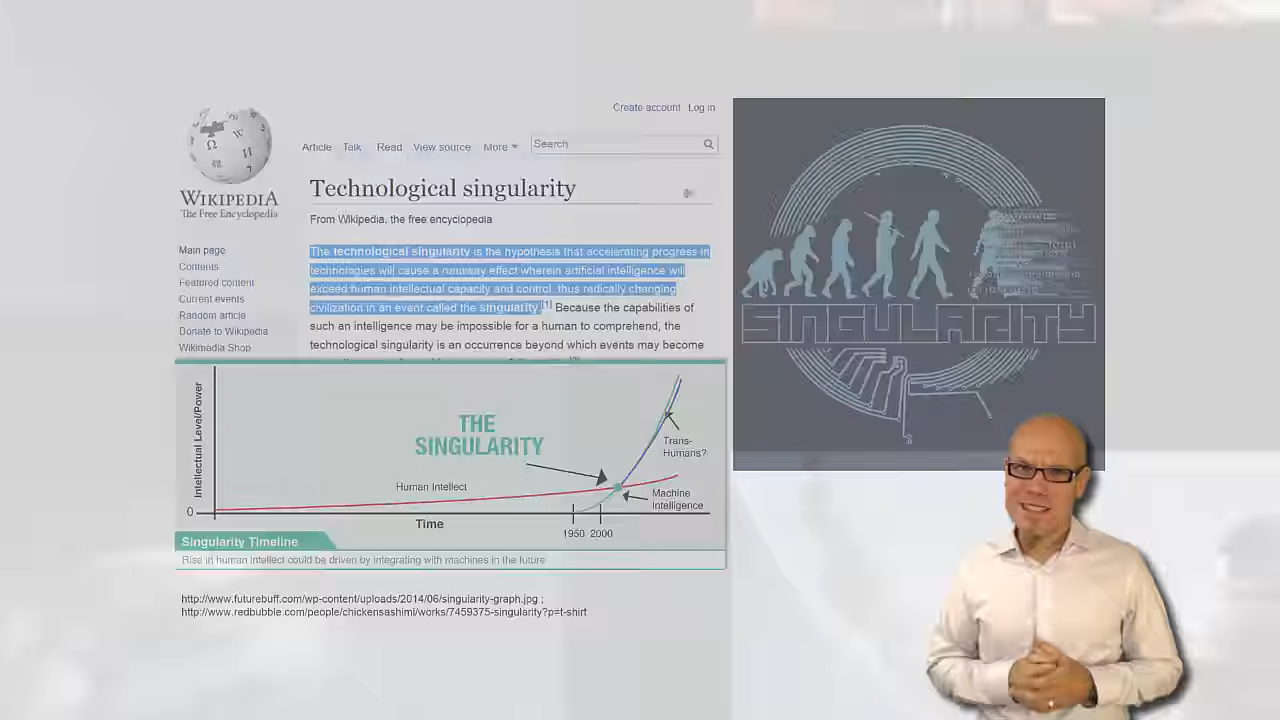 Create account Log in
WIKIPEDIA
The Free Encyclopedia
Article Talk Read View source More Search
Technological singularity
From Wikipedia, the free encyclopedia
Main page
Contents
Featured content
Current events
Random article
Donate to Wikipedia
Wikimedia Shop
The technological singularity is the hypothesis that accelerating progress in
technologies will cause a runaway effect wherein artificial intelligence will
exceed human intellectual capacity and control, thus radically changing
civilization in an event called the singularity.[1] Because the capabilities of
such an intelligence may be impossible for a human to comprehend, the
technological singularity is an occurrence beyond which events may become
SINGULARITY
Intellectual Level/Power
THE
SINGULARITY
Trans-
Humans?
Human Intellect
Machine
Intelligence
0
Time
1950 2000
Singularity Timeline
Rise in human intellect could be driven by integrating with machines in the future
http://www.futurebuff.com/wp-content/uploads/2014/06/singularity-graph.jpg ;
http://www.redbubble.com/people/chickensashimi/works/7459375-singularity?p=t-shirt